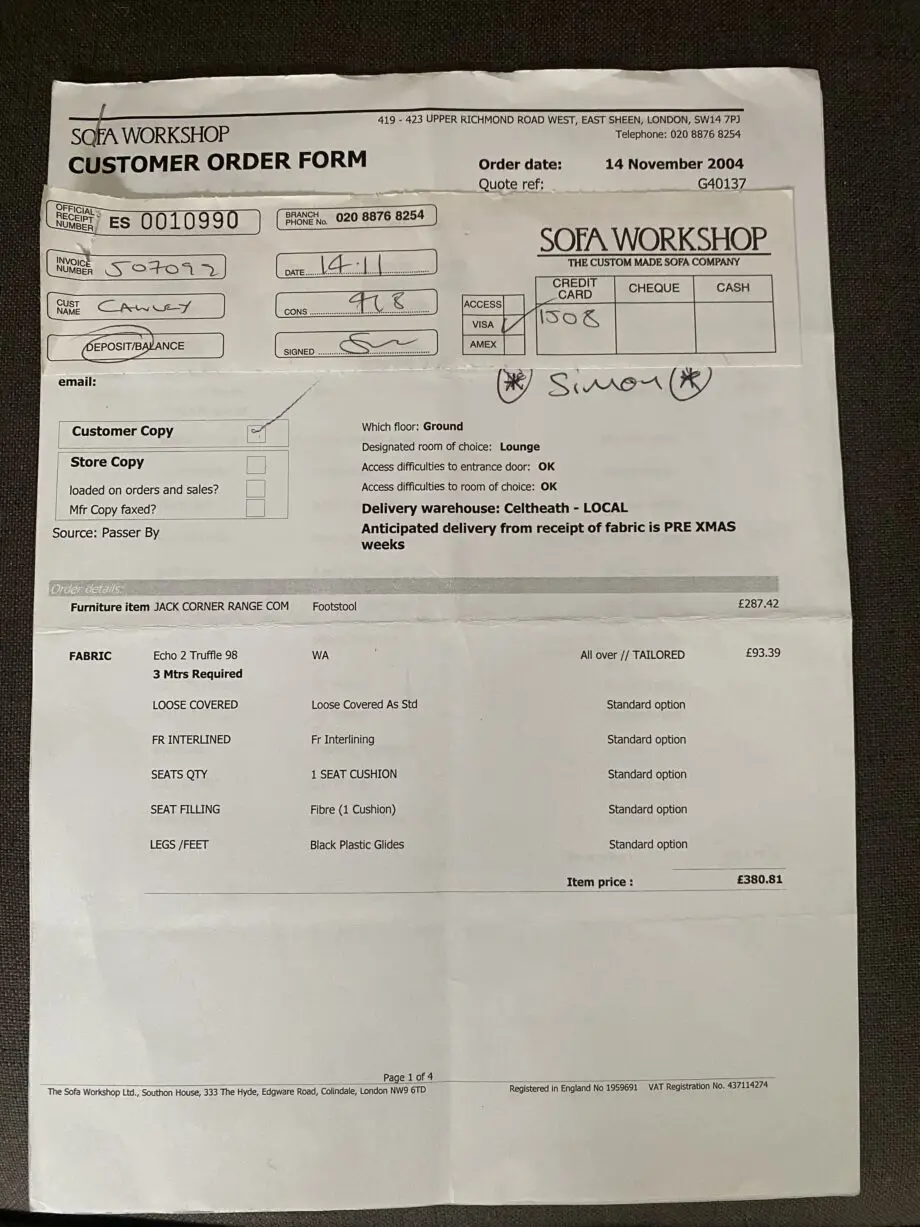 SOFA WORKSHOP
CUSTOMER ORDER FORM
419 - 423 UPPER RICHMOND ROAD WEST, EAST SHEEN, LONDON, SW14 7PJ
Telephone: 020 8876 8254
Order date: 14 November 2004
Quote ref: G40137
OFFICIAL RECEIPT NUMBER ES 0010990
BRANCH PHONE No. 020 8876 8254
INVOICE NUMBER 507092
DATE 14.11
CUST NAME CAWLEY
CONS
DEPOSIT/BALANCE
SIGNED
SOFA WORKSHOP
THE CUSTOM MADE SOFA COMPANY
CREDIT CARD CHEQUE CASH
ACCESS
VISA 1508
AMEX
email:
* Simon *
Customer Copy
Store Copy
loaded on orders and sales?
Mfr Copy faxed?
Source: Passer By
Which floor: Ground
Designated room of choice: Lounge
Access difficulties to entrance door: OK
Access difficulties to room of choice: OK
Delivery warehouse: Celtheath - LOCAL
Anticipated delivery from receipt of fabric is PRE XMAS
weeks
Order details:
Furniture item JACK CORNER RANGE COM Footstool £287.42
FABRIC Echo 2 Truffle 98 WA All over // TAILORED £93.39
3 Mtrs Required
LOOSE COVERED Loose Covered As Std Standard option
FR INTERLINED Fr Interlining Standard option
SEATS QTY 1 SEAT CUSHION Standard option
SEAT FILLING Fibre (1 Cushion) Standard option
LEGS /FEET Black Plastic Glides Standard option
Item price : £380.81
Page 1 of 4
The Sofa Workshop Ltd., Southon House, 333 The Hyde, Edgware Road, Colindale, London NW9 6TD
Registered in England No 1959691 VAT Registration No. 437114274